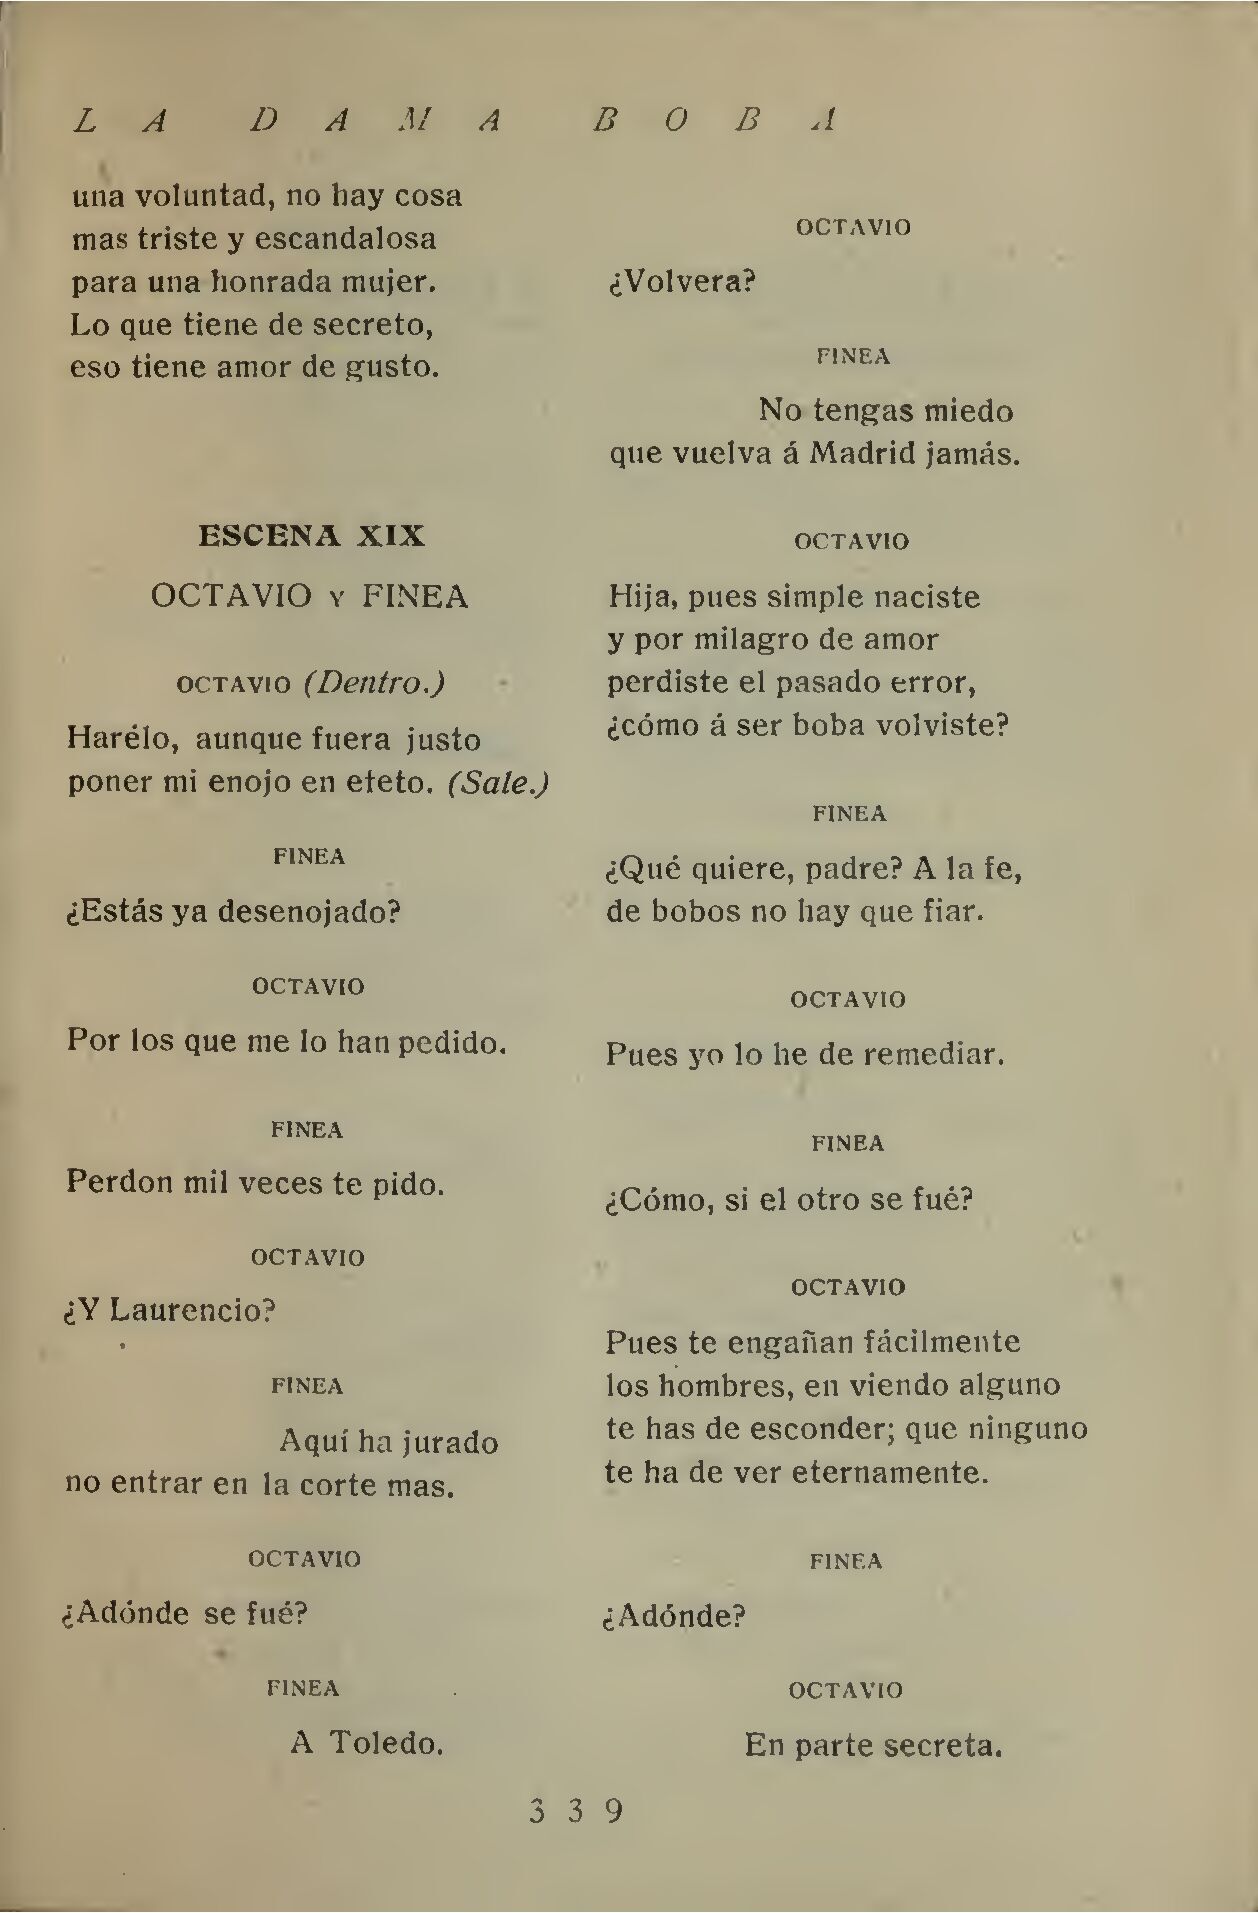 LA DAMA BOBA
una voluntad, no hay cosa
mas triste y escandalosa
para una honrada mujer.
Lo que tiene de secreto,
eso tiene amor de gusto.
ESCENA XIX
OCTAVIO Y FINEA
OCTAVIO (Dentro.)
Harélo, aunque fuera justo
poner mi enojo en efeto. (Sale.)
FINEA
¿Estás ya desenojado?
OCTAVIO
Por los que me lo han pedido.
FINEA
Perdon mil veces te pido.
OCTAVIO
¿Y Laurencio?
FINEA
Aquí ha jurado
no entrar en la corte mas.
OCTAVIO
¿Adónde se fué?
FINEA
A Toledo.
OCTAVIO
¿Volvera?
FINEA
No tengas miedo
que vuelva á Madrid jamás.
OCTAVIO
Hija, pues simple naciste
y por milagro de amor
perdiste el pasado error,
¿cómo á ser boba volviste?
FINEA
¿Qué quiere, padre? A la fe,
de bobos no hay que fiar.
OCTAVIO
Pues yo lo he de remediar.
FINEA
¿Cómo, si el otro se fué?
OCTAVIO
Pues te engañan fácilmente
los hombres, en viendo alguno
te has de esconder; que ninguno
te ha de ver eternamente.
FINEA
¿Adónde?
OCTAVIO
En parte secreta.
339